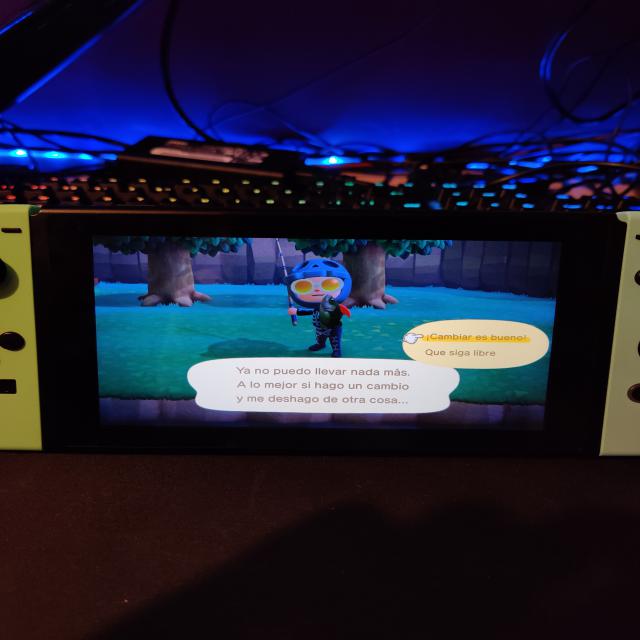 ¡Cambiar es bueno!
Que siga libre
Ya no puedo llevar nada más.
A lo mejor si hago un cambio
y me deshago de otra cosa...